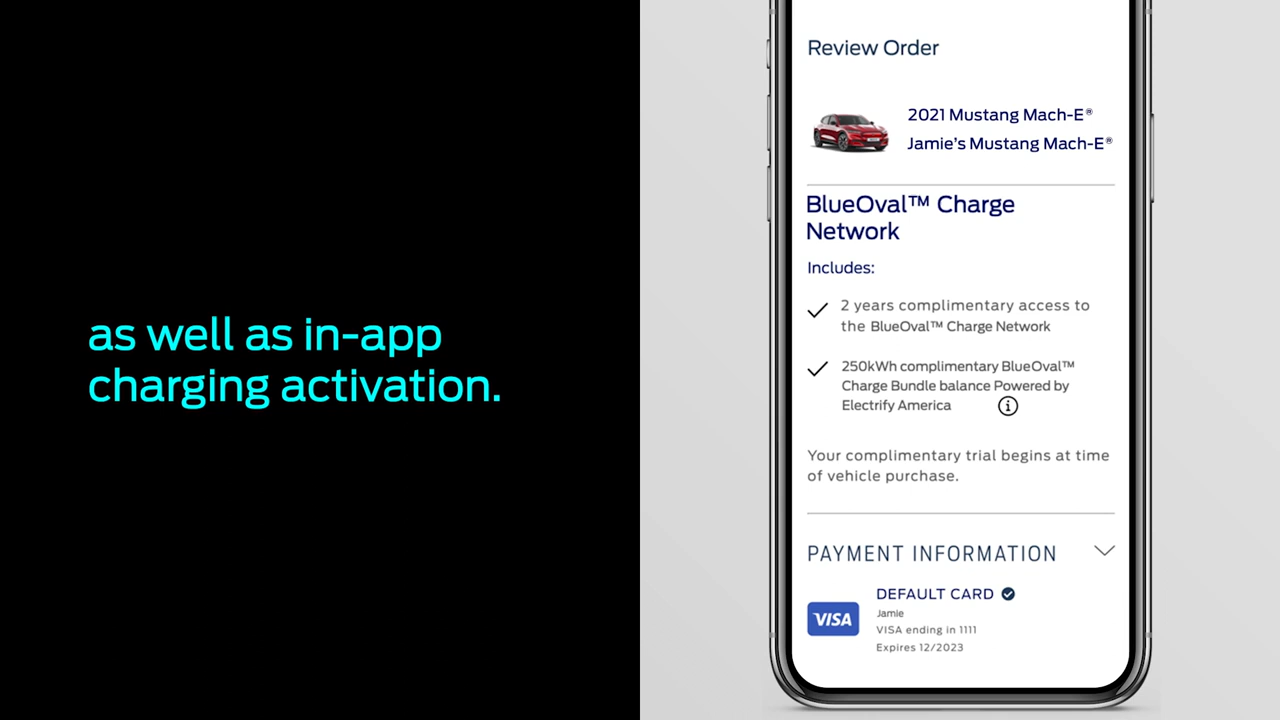 as well as in-app
charging activation.
Review Order
2021 Mustang Mach-E®
Jamie's Mustang Mach-E®
BlueOval™ Charge
Network
Includes:
2 years complimentary access to
the BlueOval™ Charge Network
250kWh complimentary BlueOval™
Charge Bundle balance Powered by
Electrify America
Your complimentary trial begins at time
of vehicle purchase.
PAYMENT INFORMATION
DEFAULT CARD
VISA
Jamie
VISA ending in 1111
Expires 12/2023